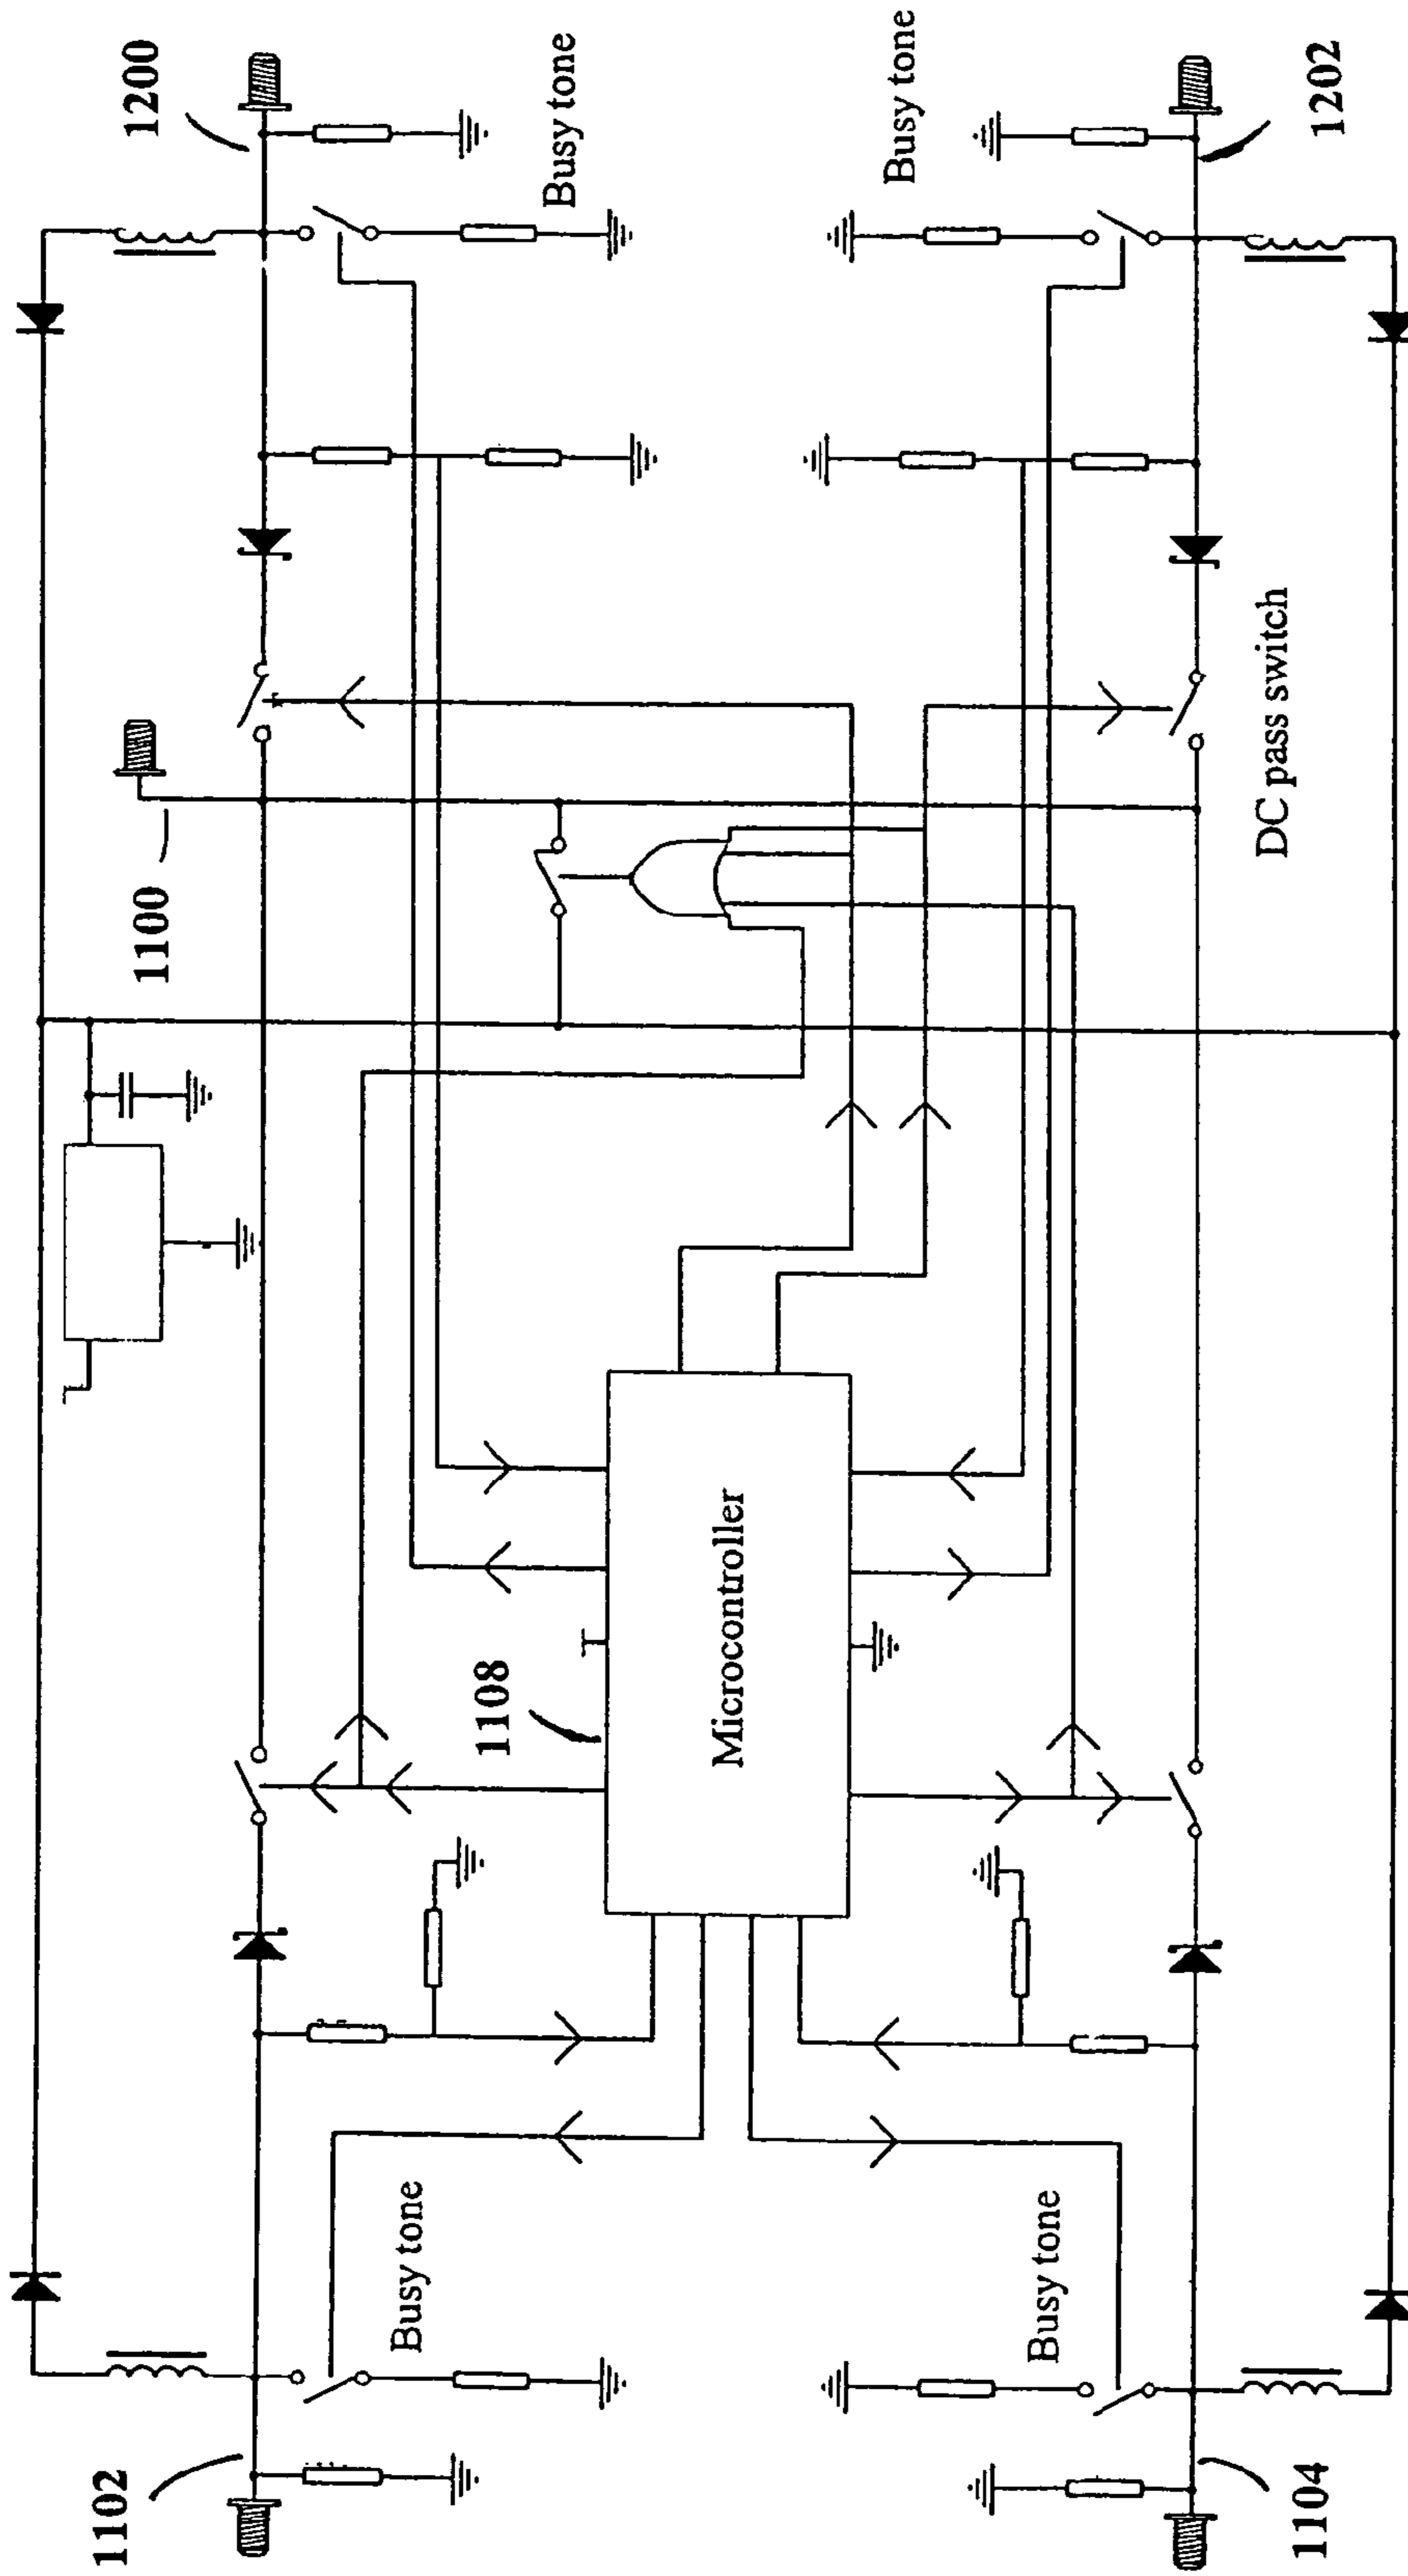 1200
Busy tone
Busy tone
1202
1100
DC pass switch
1108
Microcontroller
1102
Busy tone
Busy tone
1104